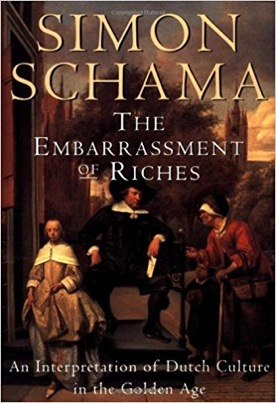 SIMON
SCHAMA
THE
EMBARRASSMENT
OF RICHES
An Interpretation of Dutch Culture
in the Golden Age